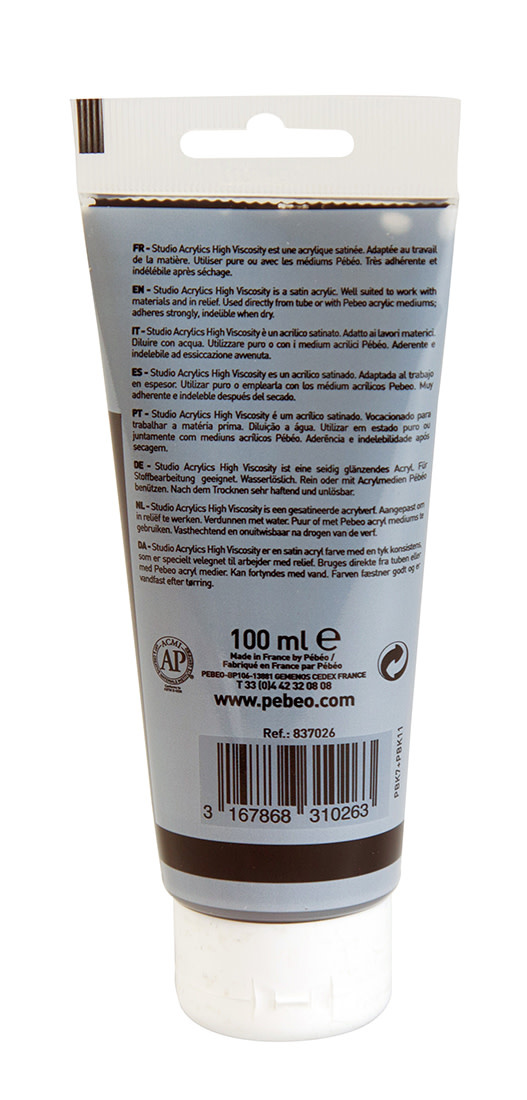 FR - Studio Acrylics High Viscosity est une acrylique satinée. Adaptée au travail
de la matière. Utiliser pure ou avec les médiums Pébéo. Très adhérente et
indélébile après séchage.
EN - Studio Acrylics High Viscosity is a satin acrylic. Well suited to work with
materials and in relief. Used directly from tube or with Pebeo acrylic mediums;
adheres strongly, indelible when dry.
IT - Studio Acrylics High Viscosity è un acrilico satinato. Adatto ai lavori materici.
Diluire con acqua. Utilizzare puro o con i medium acrilici Pébéo. Aderente e
indelebile ad essiccazione avvenuta.
ES - Studio Acrylics High Viscosity es un acrílico satinado. Adaptada al trabajo
en espesor. Utilizar puro o emplearla con los médium acrílicos Pebeo. Muy
adherente e indeleble después del secado.
PT - Studio Acrylics High Viscosity é um acrílico satinado. Vocacionado para
trabalhar a matéria prima. Diluição a água. Utilizar em estado puro ou
juntamente com mediuns acrílicos Pébéo. Aderência e indelebilidade após
secagem.
DE - Studio Acrylics High Viscosity ist eine seidig glänzendes Acryl. Für
Stoffbearbeitung geeignet. Wasserlöslich. Rein oder mit Acrylmedien Pébéo
benützen. Nach dem Trocknen sehr haftend und unlösbar.
NL - Studio Acrylics High Viscosity is een gesatineerde acrylverf. Aangepast om
in reliëf te werken. Verdunnen met water. Puur of met Pebeo acryl mediums te
gebruiken. Vasthechtend en onuitwisbaar na drogen van de verf.
DA - Studio Acrylics High Viscosity er en satin acryl farve med en tyk konsistens,
som er specielt velegnet til arbejder med relief. Bruges direkte fra tuben eller
med Pebeo acryl medier. Kan fortyndes med vand. Farven fæstner godt og er
vandfast efter tørring.
100 ml e
ACMI
AP
Made in France by Pébéo /
Fabriqué en France par Pébéo
PEBEO-BP106-13881 GEMENOS CEDEX FRANCE
T 33 (0)4 42 32 08 08
www.pebeo.com
Ref.: 837026
PBK7+PBK11
3 167868 310263